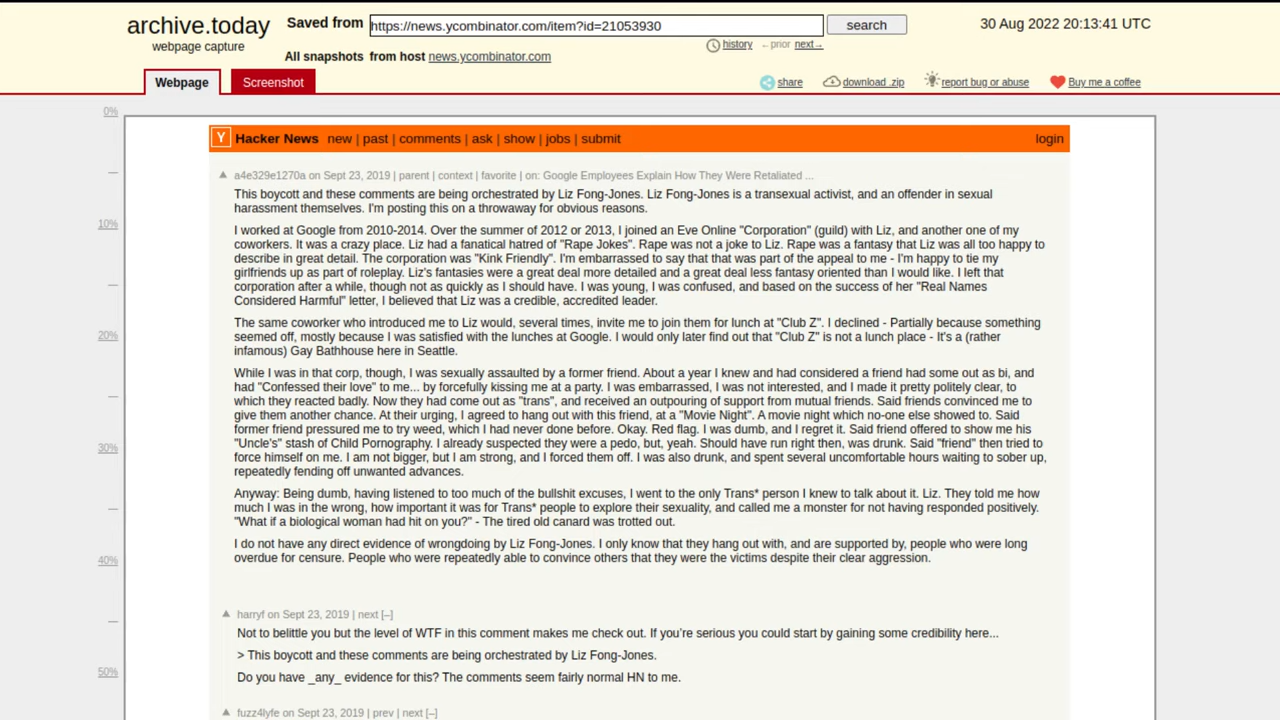 archive.today
webpage capture
Saved from
https://news.ycombinator.com/item?id=21053930
search
30 Aug 2022 20:13:41 UTC
history ←prior next→
All snapshots from host news.ycombinator.com
Webpage
Screenshot
share
download .zip
report bug or abuse
Buy me a coffee
0%
10%
20%
30%
40%
50%
Y Hacker News new | past | comments | ask | show | jobs | submit
login
a4e329e1270a on Sept 23, 2019 | parent | context | favorite | on: Google Employees Explain How They Were Retaliated ...
This boycott and these comments are being orchestrated by Liz Fong-Jones. Liz Fong-Jones is a transexual activist, and an offender in sexual
harassment themselves. I'm posting this on a throwaway for obvious reasons.
I worked at Google from 2010-2014. Over the summer of 2012 or 2013, I joined an Eve Online "Corporation" (guild) with Liz, and another one of my
coworkers. It was a crazy place. Liz had a fanatical hatred of "Rape Jokes". Rape was not a joke to Liz. Rape was a fantasy that Liz was all too happy to
describe in great detail. The corporation was "Kink Friendly". I'm embarrassed to say that that was part of the appeal to me - I'm happy to tie my
girlfriends up as part of roleplay. Liz's fantasies were a great deal more detailed and a great deal less fantasy oriented than I would like. I left that
corporation after a while, though not as quickly as I should have. I was young, I was confused, and based on the success of her "Real Names
Considered Harmful" letter, I believed that Liz was a credible, accredited leader.
The same coworker who introduced me to Liz would, several times, invite me to join them for lunch at "Club Z". I declined - Partially because something
seemed off, mostly because I was satisfied with the lunches at Google. I would only later find out that "Club Z" is not a lunch place - It's a (rather
infamous) Gay Bathhouse here in Seattle.
While I was in that corp, though, I was sexually assaulted by a former friend. About a year I knew and had considered a friend had some out as bi, and
had "Confessed their love" to me... by forcefully kissing me at a party. I was embarrassed, I was not interested, and I made it pretty politely clear, to
which they reacted badly. Now they had come out as "trans", and received an outpouring of support from mutual friends. Said friends convinced me to
give them another chance. At their urging, I agreed to hang out with this friend, at a "Movie Night". A movie night which no-one else showed to. Said
former friend pressured me to try weed, which I had never done before. Okay. Red flag. I was dumb, and I regret it. Said friend offered to show me his
"Uncle's" stash of Child Pornography. I already suspected they were a pedo, but, yeah. Should have run right then, was drunk. Said "friend" then tried to
force himself on me. I am not bigger, but I am strong, and I forced them off. I was also drunk, and spent several uncomfortable hours waiting to sober up,
repeatedly fending off unwanted advances.
Anyway: Being dumb, having listened to too much of the bullshit excuses, I went to the only Trans* person I knew to talk about it. Liz. They told me how
much I was in the wrong, how important it was for Trans* people to explore their sexuality, and called me a monster for not having responded positively.
"What if a biological woman had hit on you?" - The tired old canard was trotted out.
I do not have any direct evidence of wrongdoing by Liz Fong-Jones. I only know that they hang out with, and are supported by, people who were long
overdue for censure. People who were repeatedly able to convince others that they were the victims despite their clear aggression.
harryf on Sept 23, 2019 | next [–]
Not to belittle you but the level of WTF in this comment makes me check out. If you're serious you could start by gaining some credibility here...
> This boycott and these comments are being orchestrated by Liz Fong-Jones.
Do you have _any_ evidence for this? The comments seem fairly normal HN to me.
fuzz4lyfe on Sept 23, 2019 | prev | next [–]